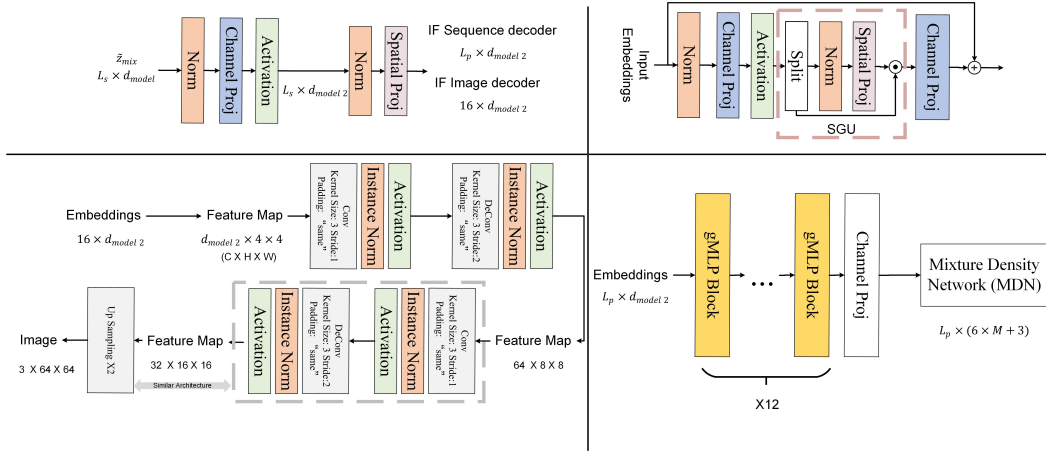 z̃mix
Ls × dmodel
Norm
Channel Proj
Activation
Ls × dmodel 2
Norm
Spatial Proj
IF Sequence decoder
Lp × dmodel 2
IF Image decoder
16 × dmodel 2
Input
Embeddings
Norm
Channel Proj
Activation
Split
Norm
Spatial Proj
SGU
Channel Proj
Embeddings
16 × dmodel 2
Feature Map
dmodel 2 × 4 × 4
(C X H X W)
Conv
Kernel Size: 3 Stride:1
Padding: “same”
Instance Norm
Activation
DeConv
Kernel Size: 3 Stride:2
Padding: “same”
Instance Norm
Activation
Feature Map
64 X 8 X 8
Conv
Kernel Size: 3 Stride:1
Padding: “same”
Instance Norm
Activation
DeConv
Kernel Size: 3 Stride:2
Padding: “same”
Instance Norm
Activation
Feature Map
32 X 16 X 16
Similar Architecture
Up Sampling X2
Image
3 X 64 X 64
Embeddings
Lp × dmodel 2
gMLP Block
...
gMLP Block
X12
Channel Proj
Mixture Density
Network (MDN)
Lp × (6 × M + 3)